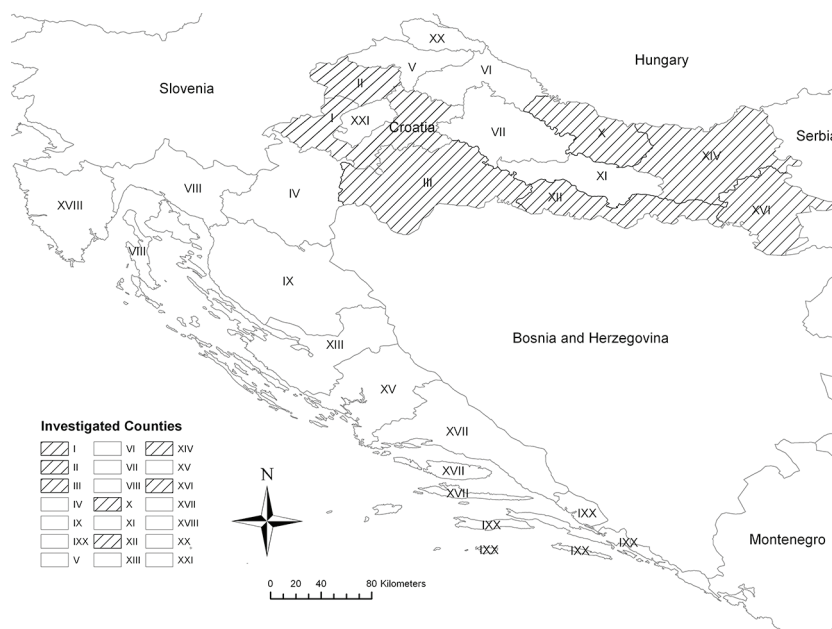 XX
Hungary
V
VI
Slovenia
II
I
XXI
Croatia
VII
X
Serbia
XIV
XI
III
VIII
IV
XII
XVIII
XVI
VIII
IX
Bosnia and Herzegovina
XIII
XV
XVII
XVII
XVII
IXX
IXX
IXX
IXX
IXX
Montenegro
Investigated Counties
I VI XIV
II VII XV
III VIII XVI
IV X XVII
IX XI XVIII
IXX XII XX
V XIII XXI
N
0 20 40 80 Kilometers